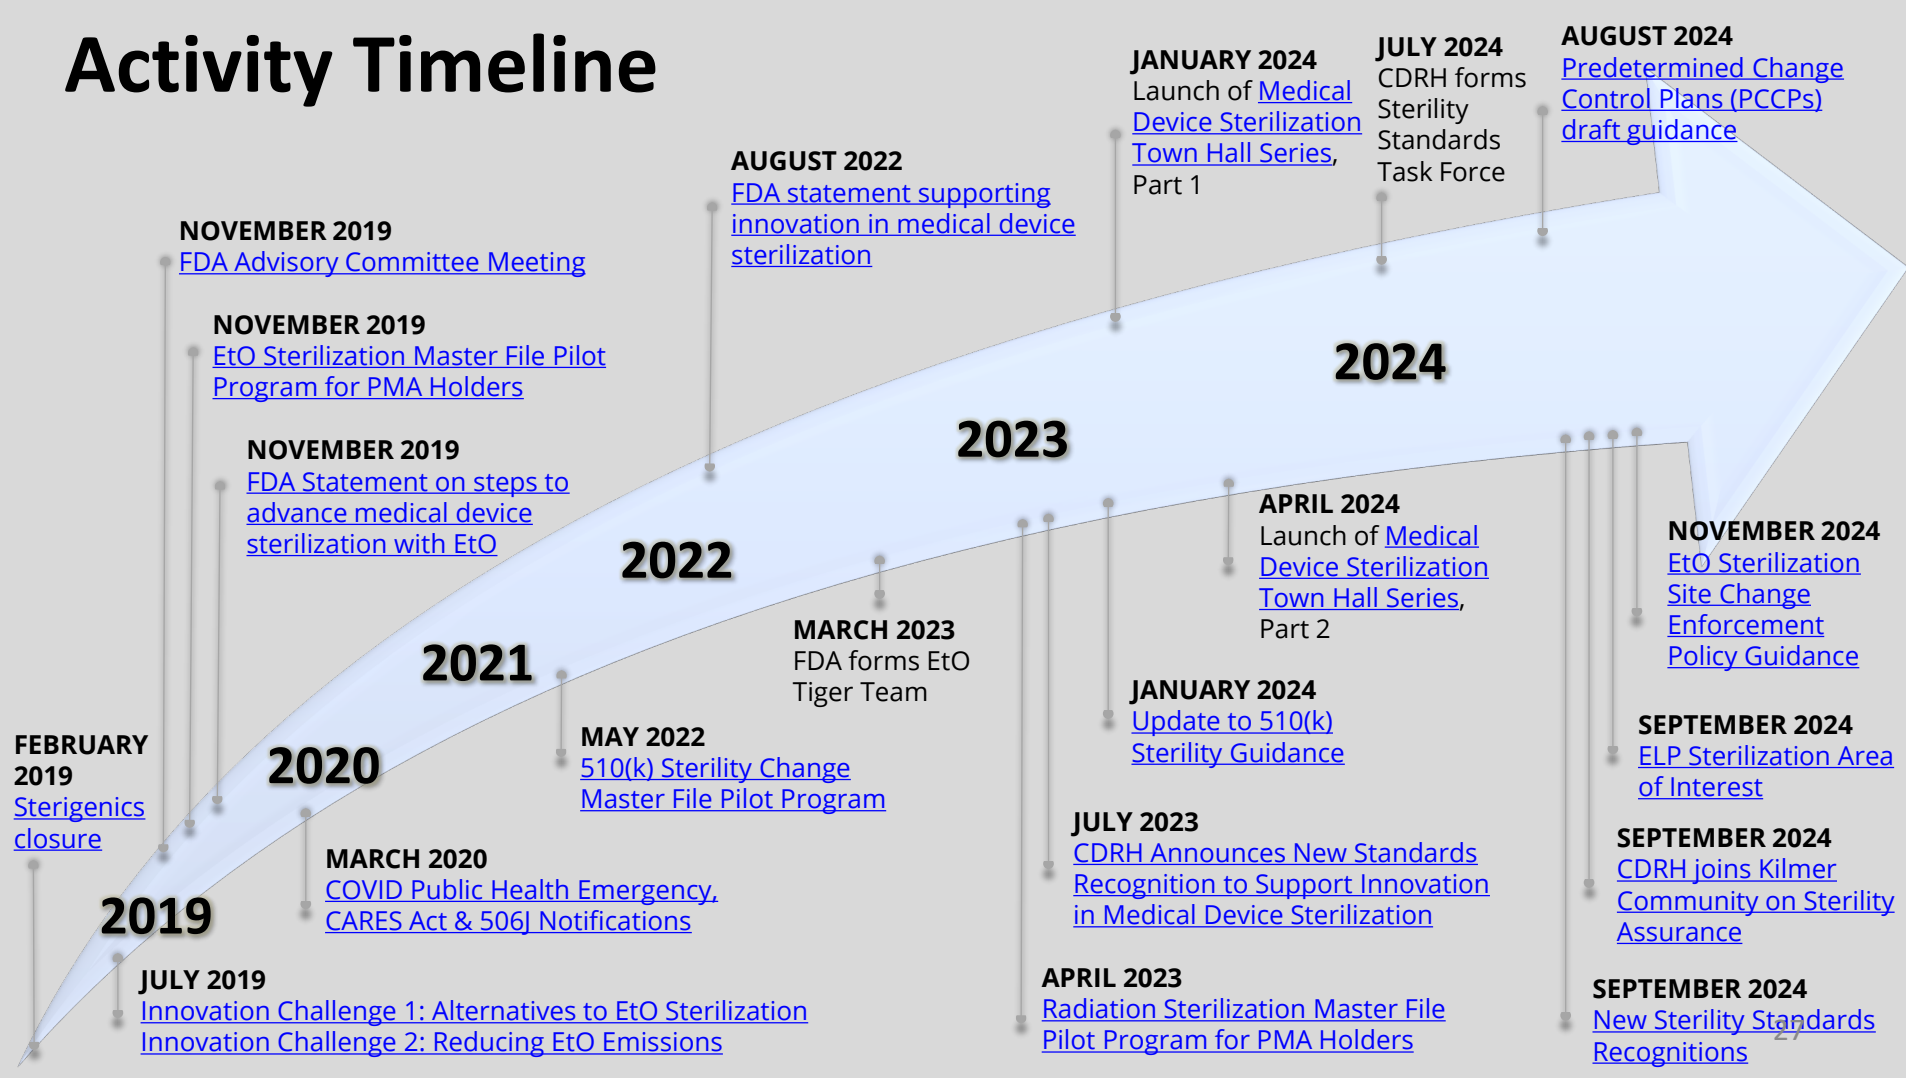 Activity Timeline
FEBRUARY
2019
Sterigenics
closure
JULY 2019
Innovation Challenge 1: Alternatives to EtO Sterilization
Innovation Challenge 2: Reducing EtO Emissions
NOVEMBER 2019
FDA Advisory Committee Meeting
NOVEMBER 2019
EtO Sterilization Master File Pilot
Program for PMA Holders
NOVEMBER 2019
FDA Statement on steps to
advance medical device
sterilization with EtO
2019
2020
MARCH 2020
COVID Public Health Emergency,
CARES Act & 506J Notifications
2021
MAY 2022
510(k) Sterility Change
Master File Pilot Program
AUGUST 2022
FDA statement supporting
innovation in medical device
sterilization
2022
MARCH 2023
FDA forms EtO
Tiger Team
2023
APRIL 2023
Radiation Sterilization Master File
Pilot Program for PMA Holders
JULY 2023
CDRH Announces New Standards
Recognition to Support Innovation
in Medical Device Sterilization
JANUARY 2024
Update to 510(k)
Sterility Guidance
JANUARY 2024
Launch of Medical
Device Sterilization
Town Hall Series,
Part 1
APRIL 2024
Launch of Medical
Device Sterilization
Town Hall Series,
Part 2
2024
JULY 2024
CDRH forms
Sterility
Standards
Task Force
AUGUST 2024
Predetermined Change
Control Plans (PCCPs)
draft guidance
NOVEMBER 2024
EtO Sterilization
Site Change
Enforcement
Policy Guidance
SEPTEMBER 2024
ELP Sterilization Area
of Interest
SEPTEMBER 2024
CDRH joins Kilmer
Community on Sterility
Assurance
SEPTEMBER 2024
New Sterility Standards
Recognitions
27